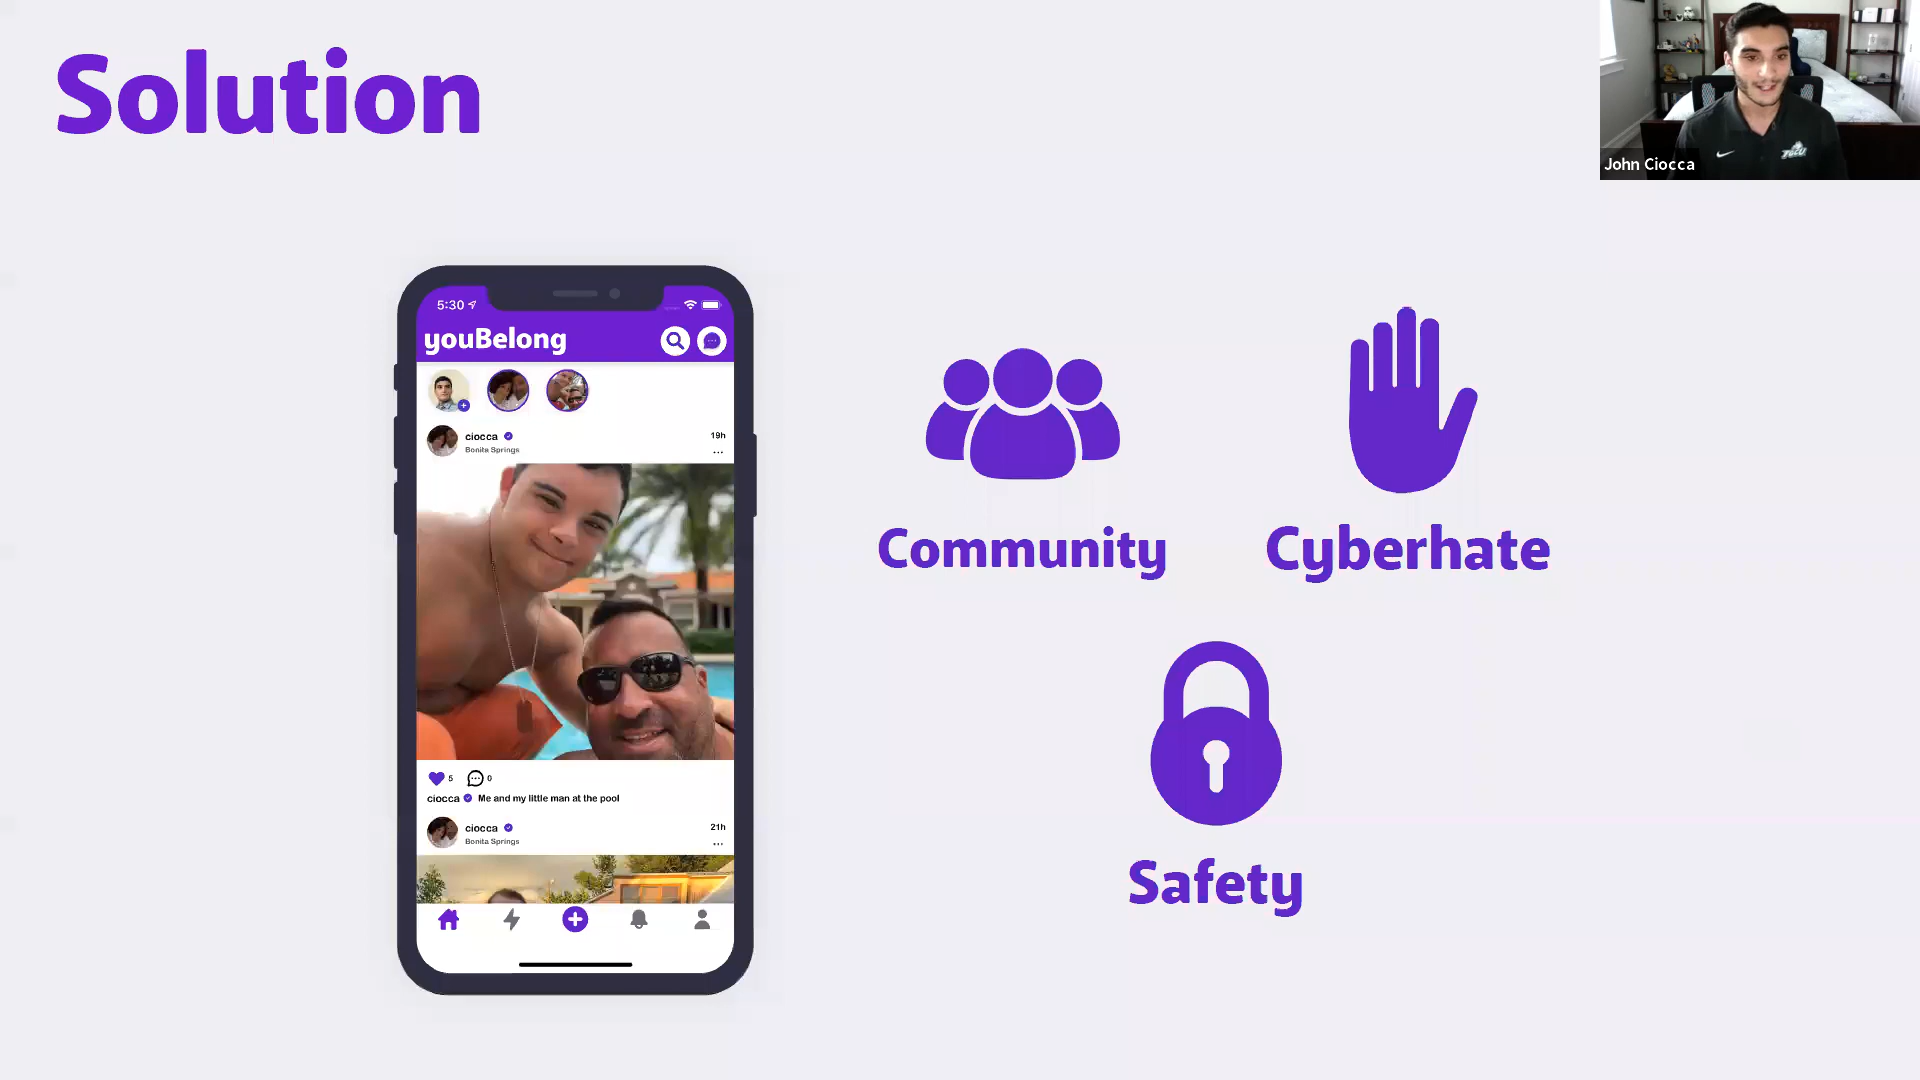 Solution
John Ciocca
5:30
youBelong
ciocca
19h
Bonita Springs
5
0
ciocca Me and my little man at the pool
ciocca
21h
Bonita Springs
Community
Cyberhate
Safety